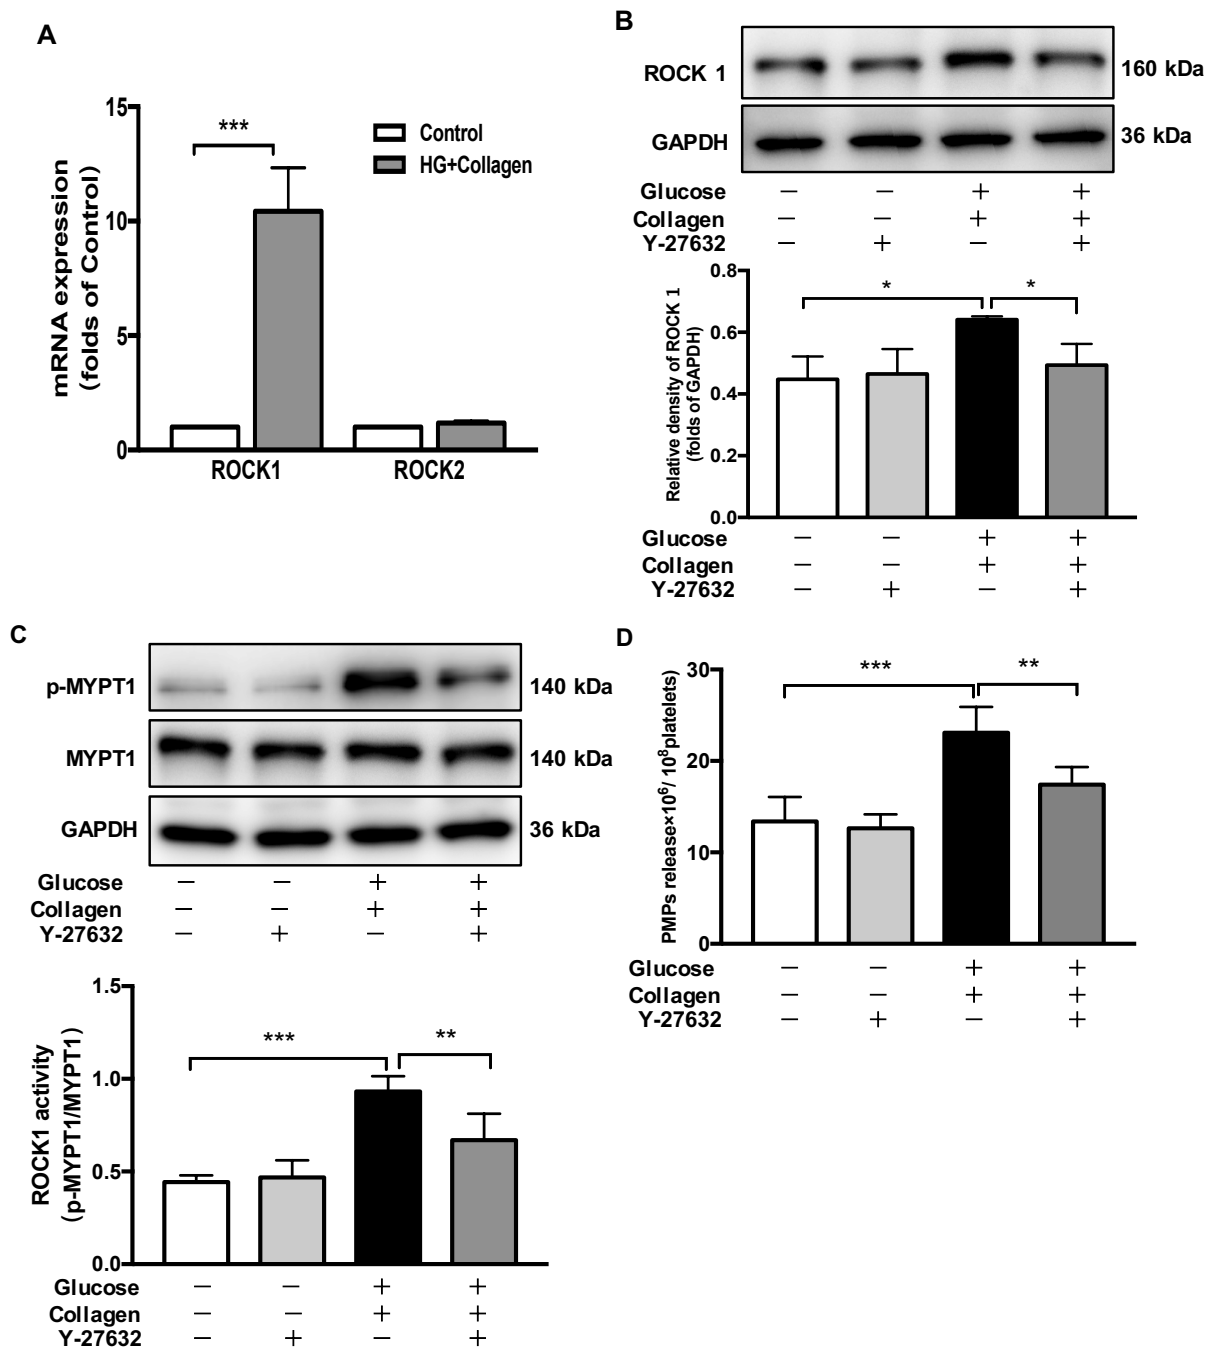 A
15
10
5
0
mRNA expression
(folds of Control)
***
Control
HG+Collagen
ROCK1 ROCK2
B
ROCK 1 160 kDa
GAPDH 36 kDa
Glucose − − + +
Collagen − − + +
Y-27632 − + − +
Relative density of ROCK 1
(folds of GAPDH)
0.8
0.6
0.4
0.2
0.0
* *
Glucose − − + +
Collagen − − + +
Y-27632 − + − +
C
p-MYPT1 140 kDa
MYPT1 140 kDa
GAPDH 36 kDa
Glucose − − + +
Collagen − − + +
Y-27632 − + − +
ROCK1 activity
(p-MYPT1/MYPT1)
1.5
1.0
0.5
0.0
*** **
Glucose − − + +
Collagen − − + +
Y-27632 − + − +
D
PMPs release×10⁶/ 10⁸platelets)
30
20
10
0
*** **
Glucose − − + +
Collagen − − + +
Y-27632 − + − +